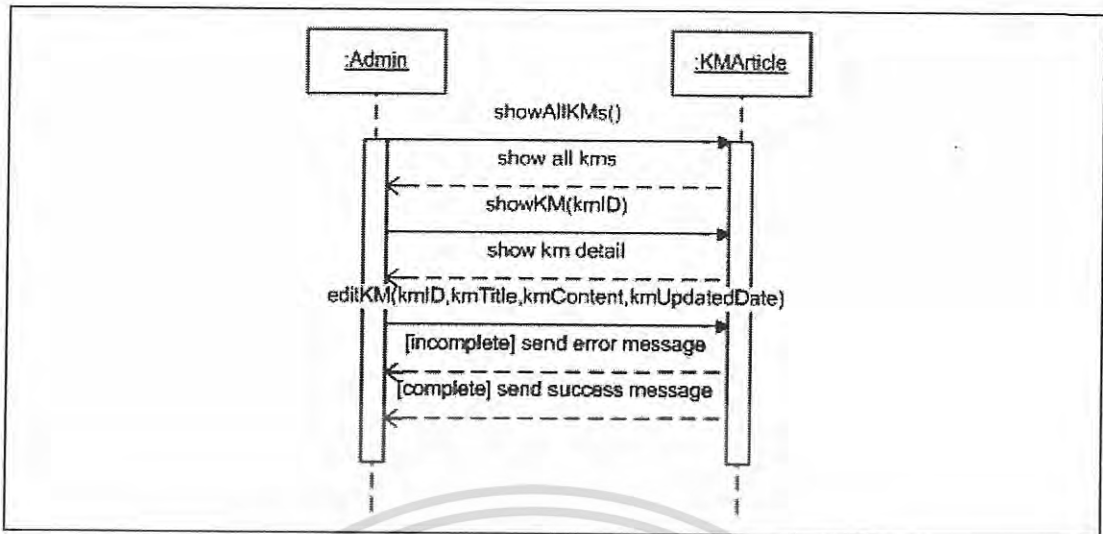 :Admin
:KMArticle
showAllKMs()
show all kms
showKM(kmID)
show km detail
editKM(kmID,kmTitle,kmContent,kmUpdatedDate)
[incomplete] send error message
[complete] send success message